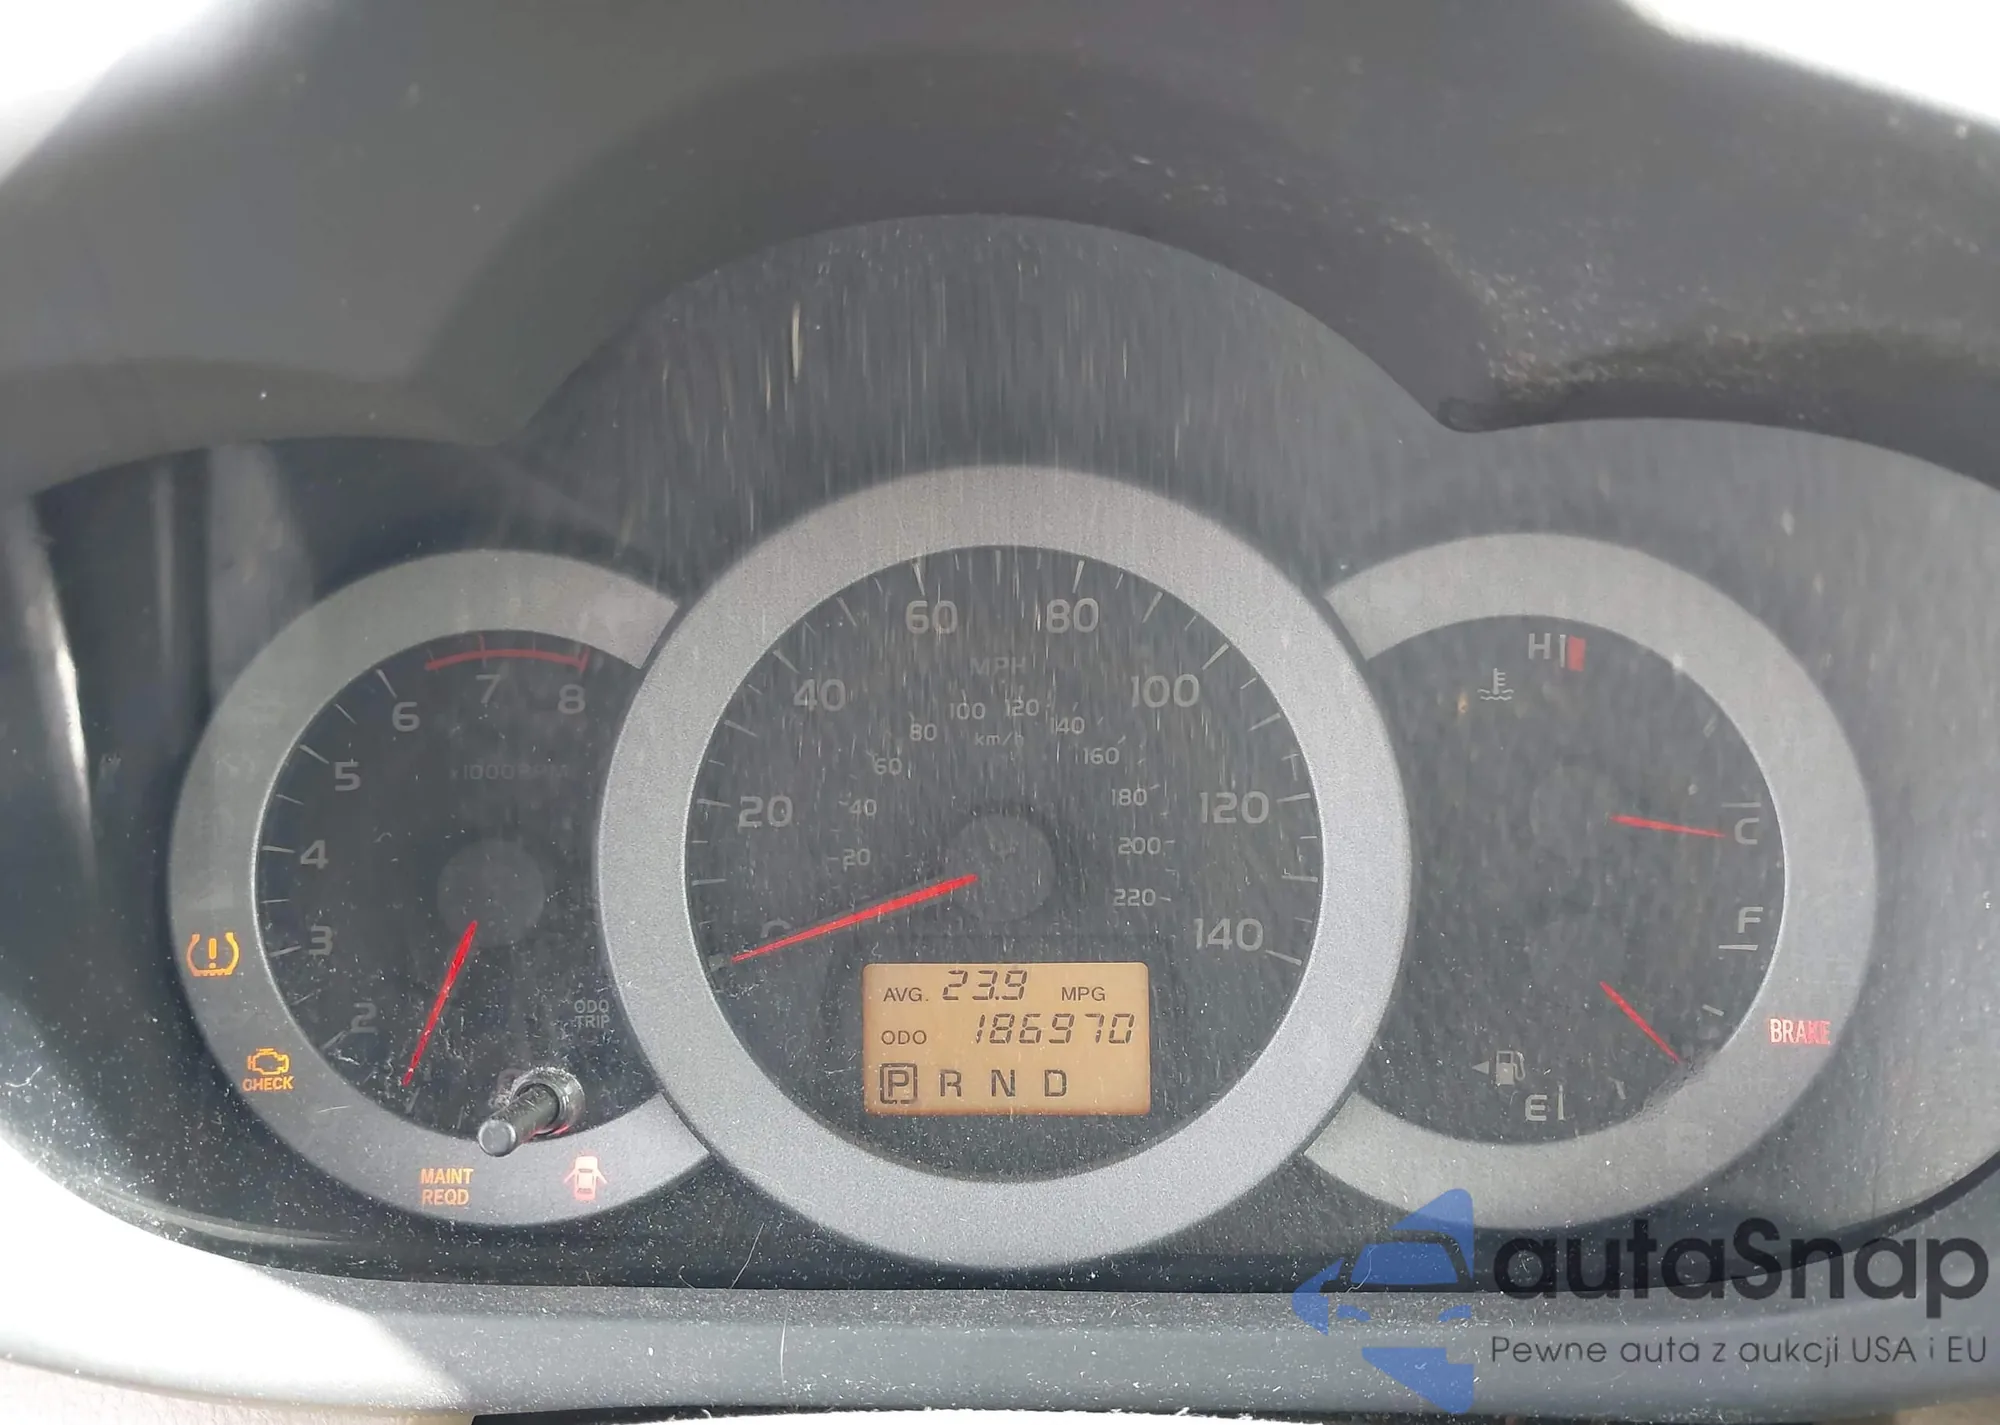 60
80
MPH
40
100
100
120
80
140
km/h
60
160
20
120
40
180
20
200
220
0
140
7
8
6
5
x1000RPM
4
3
2
ODO
TRIP
CHECK
MAINT
REQD
AVG. 23.9 MPG
ODO 186970
P R N D
H
C
F
E
BRAKE
autaSnap
Pewne auta z aukcji USA i EU